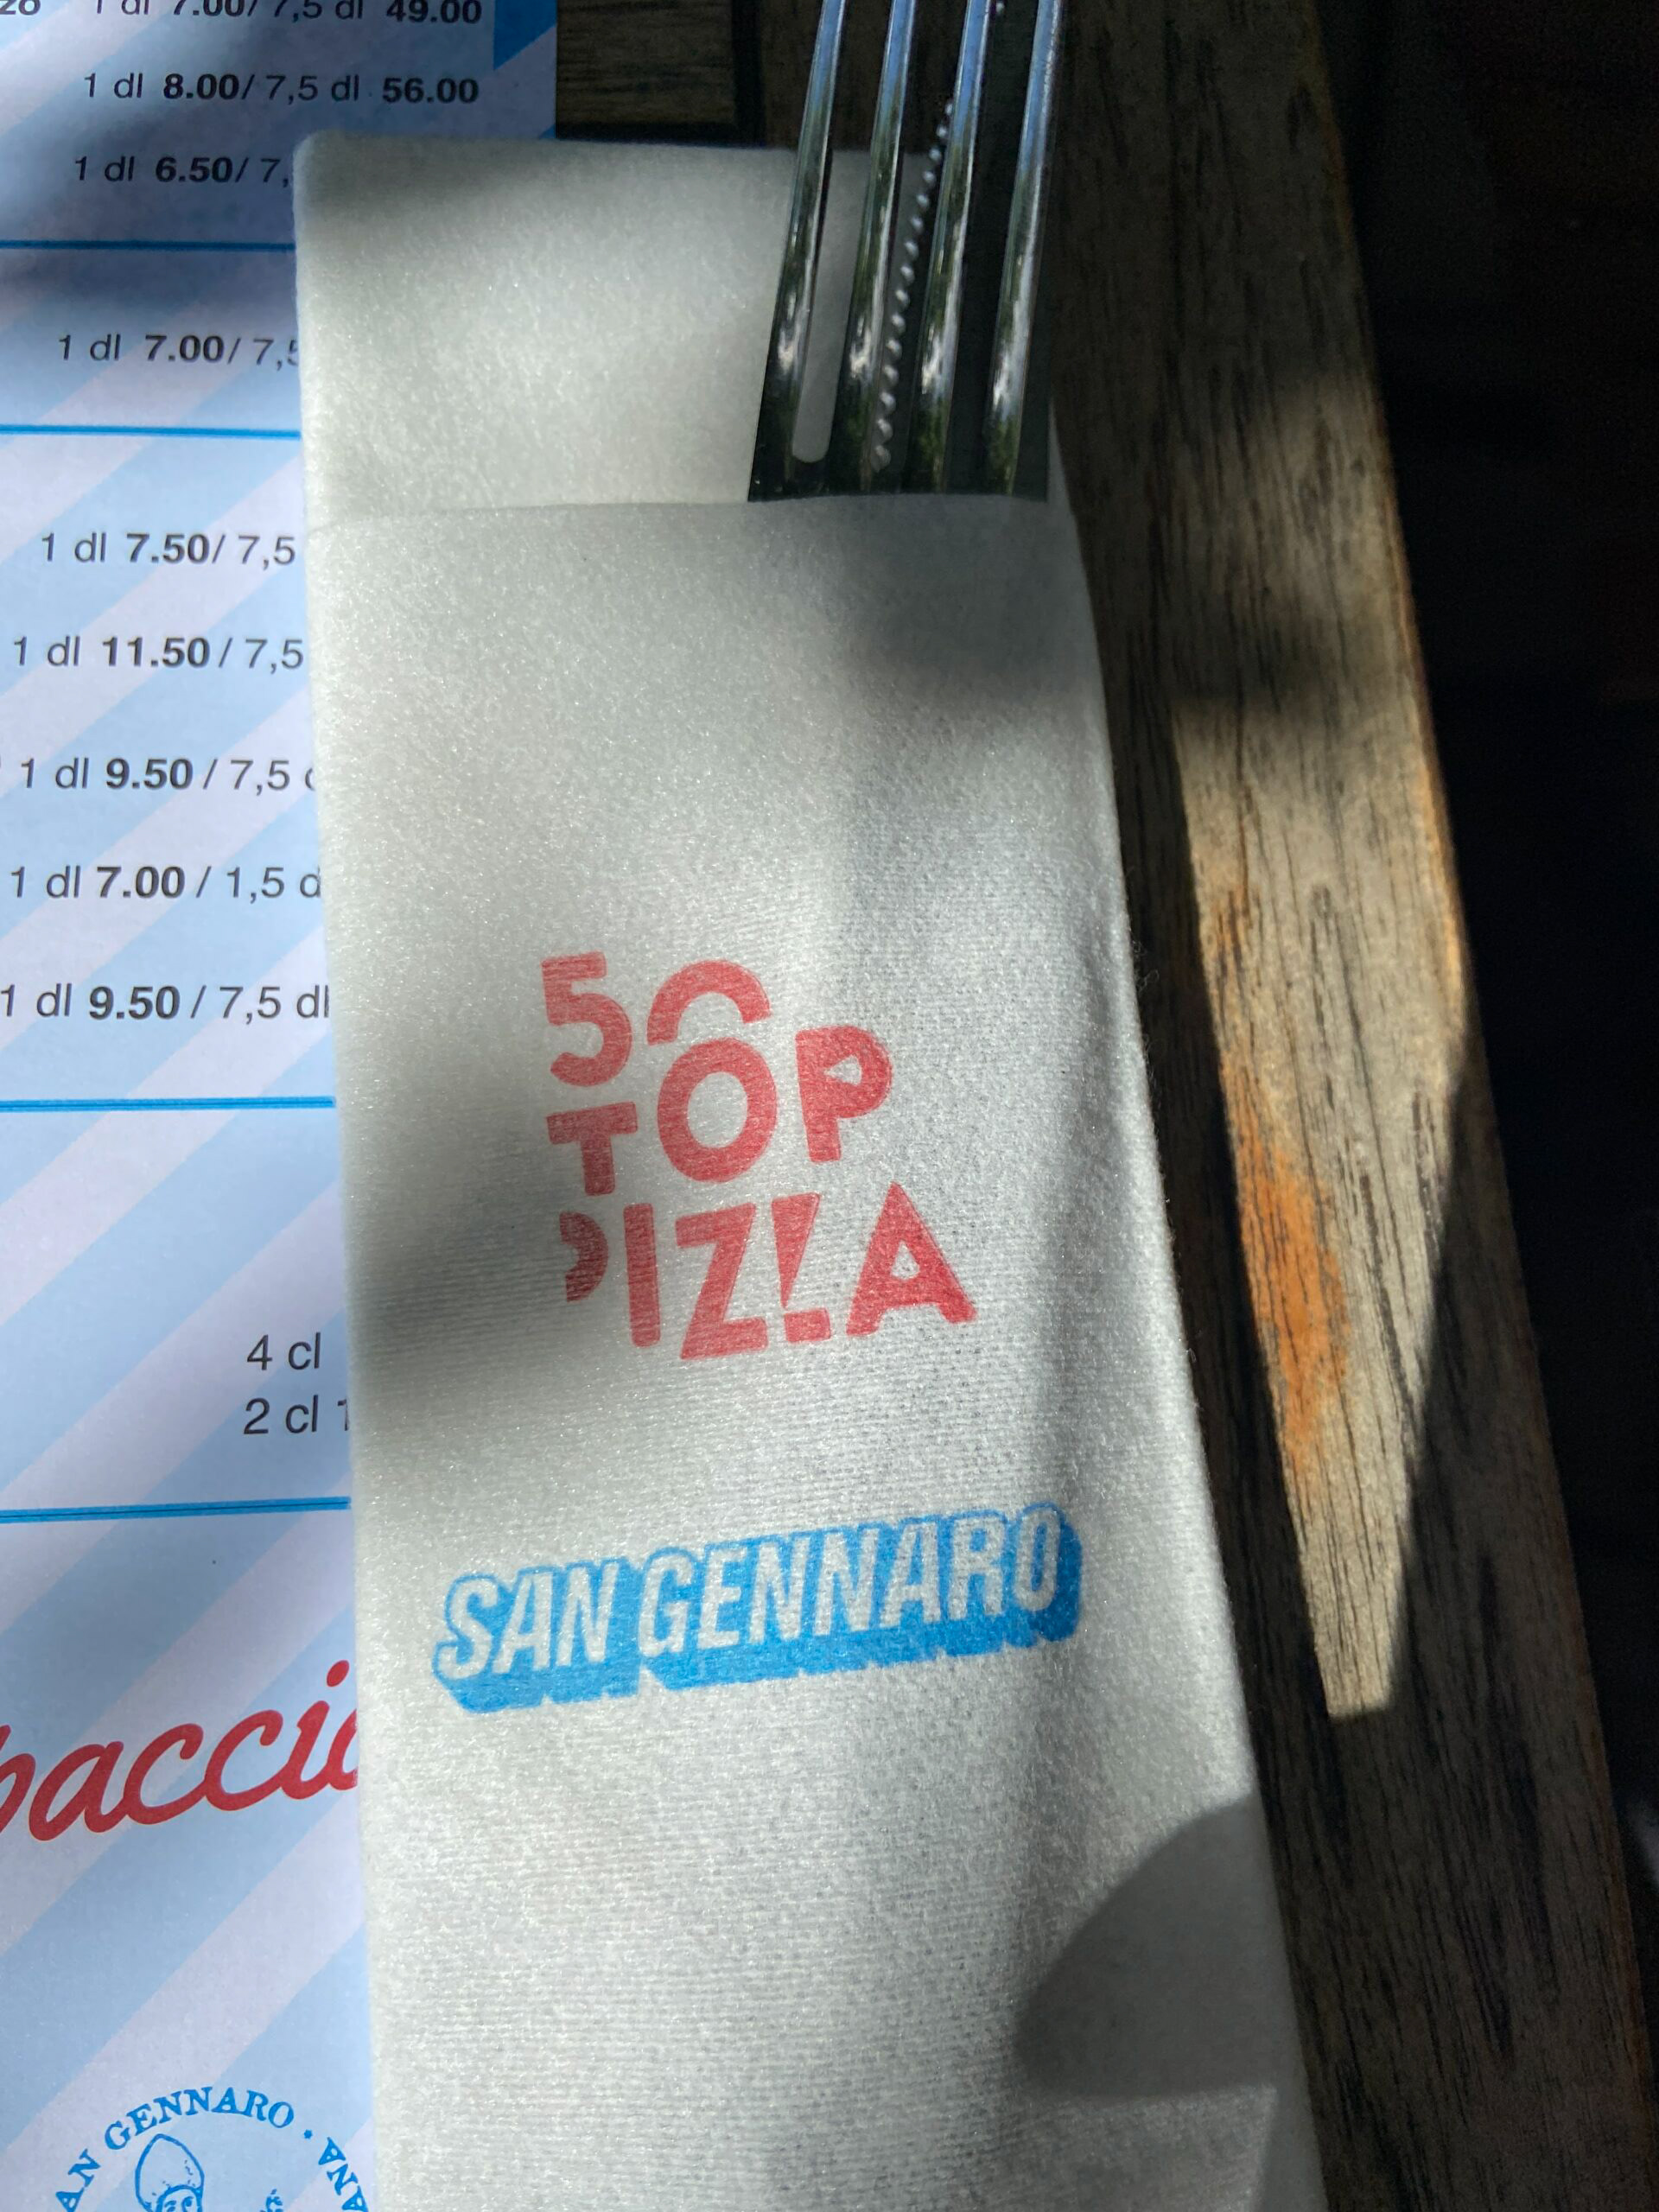 1 dl 7.00/ 7,5 dl 49.00
1 dl 8.00/ 7,5 dl 56.00
1 dl 6.50/ 7,
1 dl 7.00/ 7,5
1 dl 7.50/ 7,5
1 dl 11.50/ 7,5
1 dl 9.50/ 7,5
1 dl 7.00 / 1,5 d
1 dl 9.50 / 7,5 dl
4 cl
2 cl 1
50
TOP
PIZZA
SAN GENNARO
SAN GENNARO ·